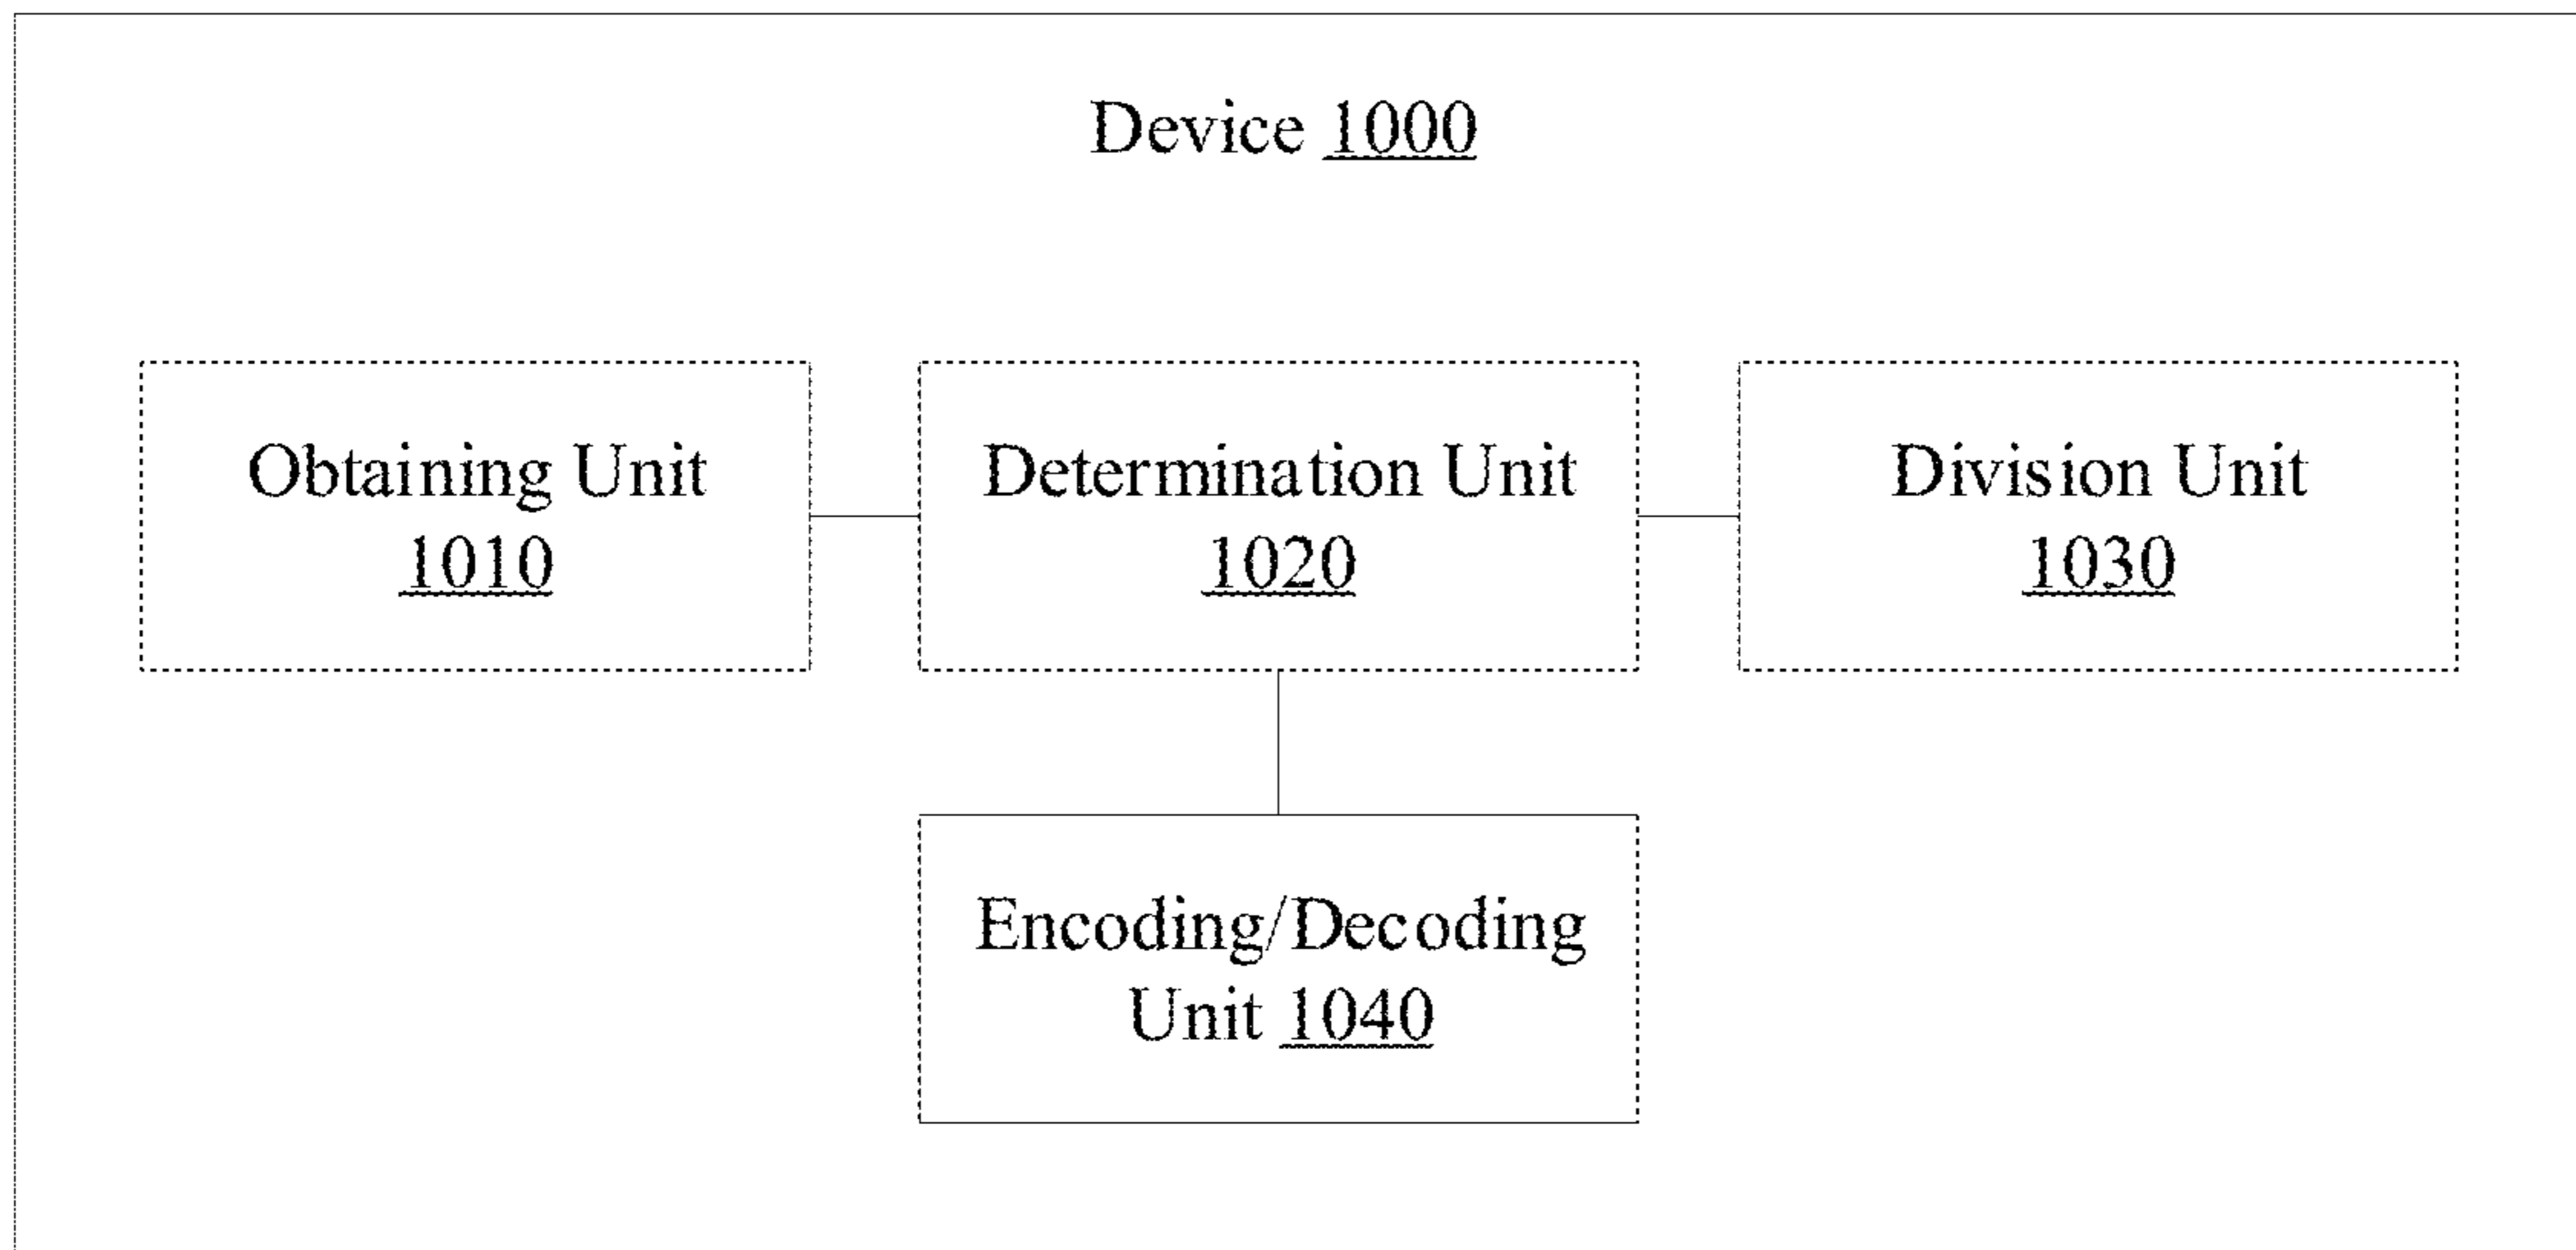 Device 1000
Obtaining Unit
1010
Determination Unit
1020
Division Unit
1030
Encoding/Decoding
Unit 1040